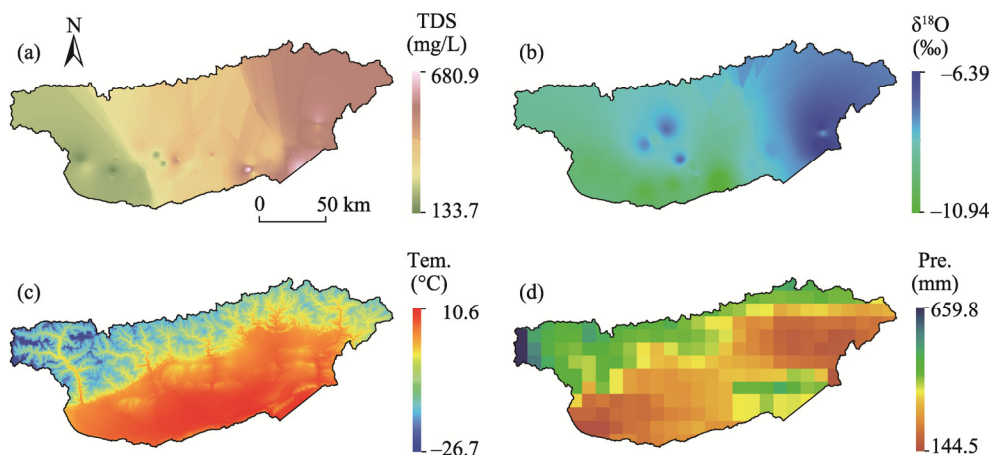 (a)
N
TDS
(mg/L)
680.9
133.7
0 50 km
(b)
δ¹⁸O
(‰)
–6.39
–10.94
(c)
Tem.
(°C)
10.6
–26.7
(d)
Pre.
(mm)
659.8
144.5